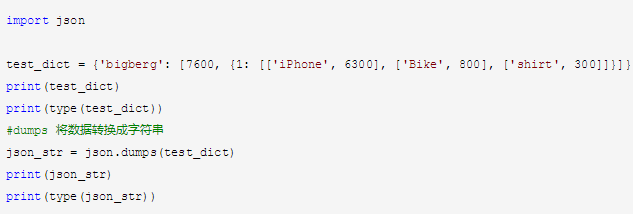 import json
test_dict = {'bigberg': [7600, {1: [['iPhone', 6300], ['Bike', 800], ['shirt', 300]]}]}
print(test_dict)
print(type(test_dict))
#dumps 将数据转换成字符串
json_str = json.dumps(test_dict)
print(json_str)
print(type(json_str))